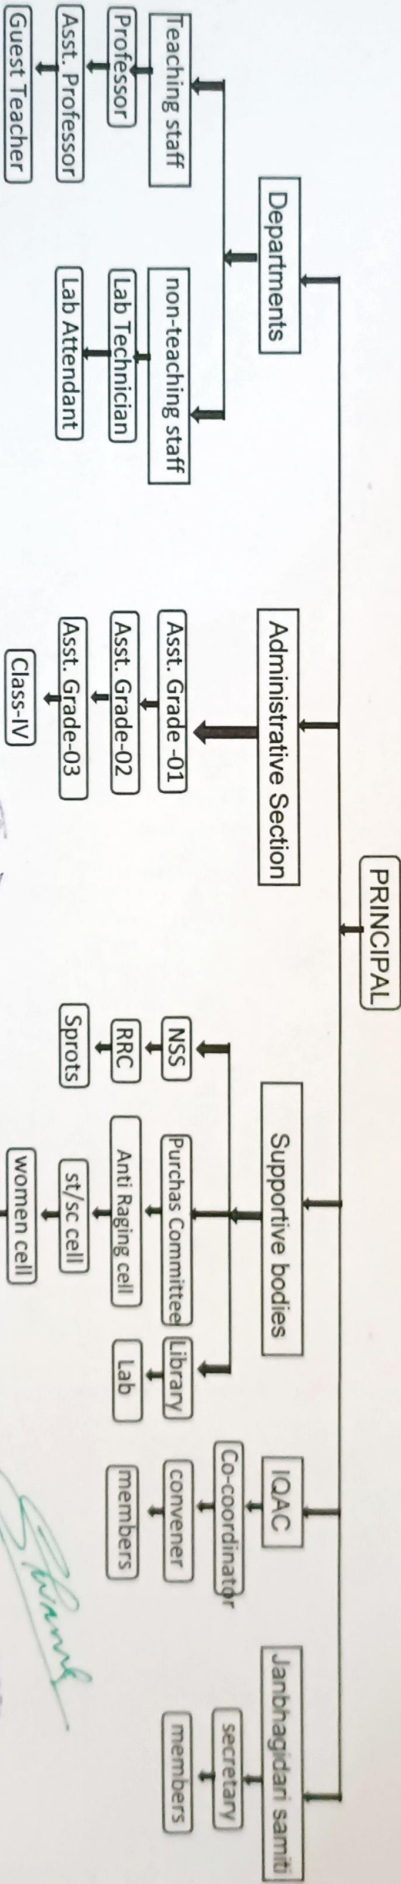 PRINCIPAL
Departments
Administrative Section
Supportive bodies
IQAC
Janbhagidari samiti
Teaching staff
Professor
Asst. Professor
Guest Teacher
non-teaching staff
Lab Technician
Lab Attendant
Asst. Grade -01
Asst. Grade-02
Asst. Grade-03
Class-IV
NSS
RRC
Sprots
Purchas Committee
Anti Raging cell
st/sc cell
women cell
Library
Lab
Co-coordinator
convener
members
secretary
members